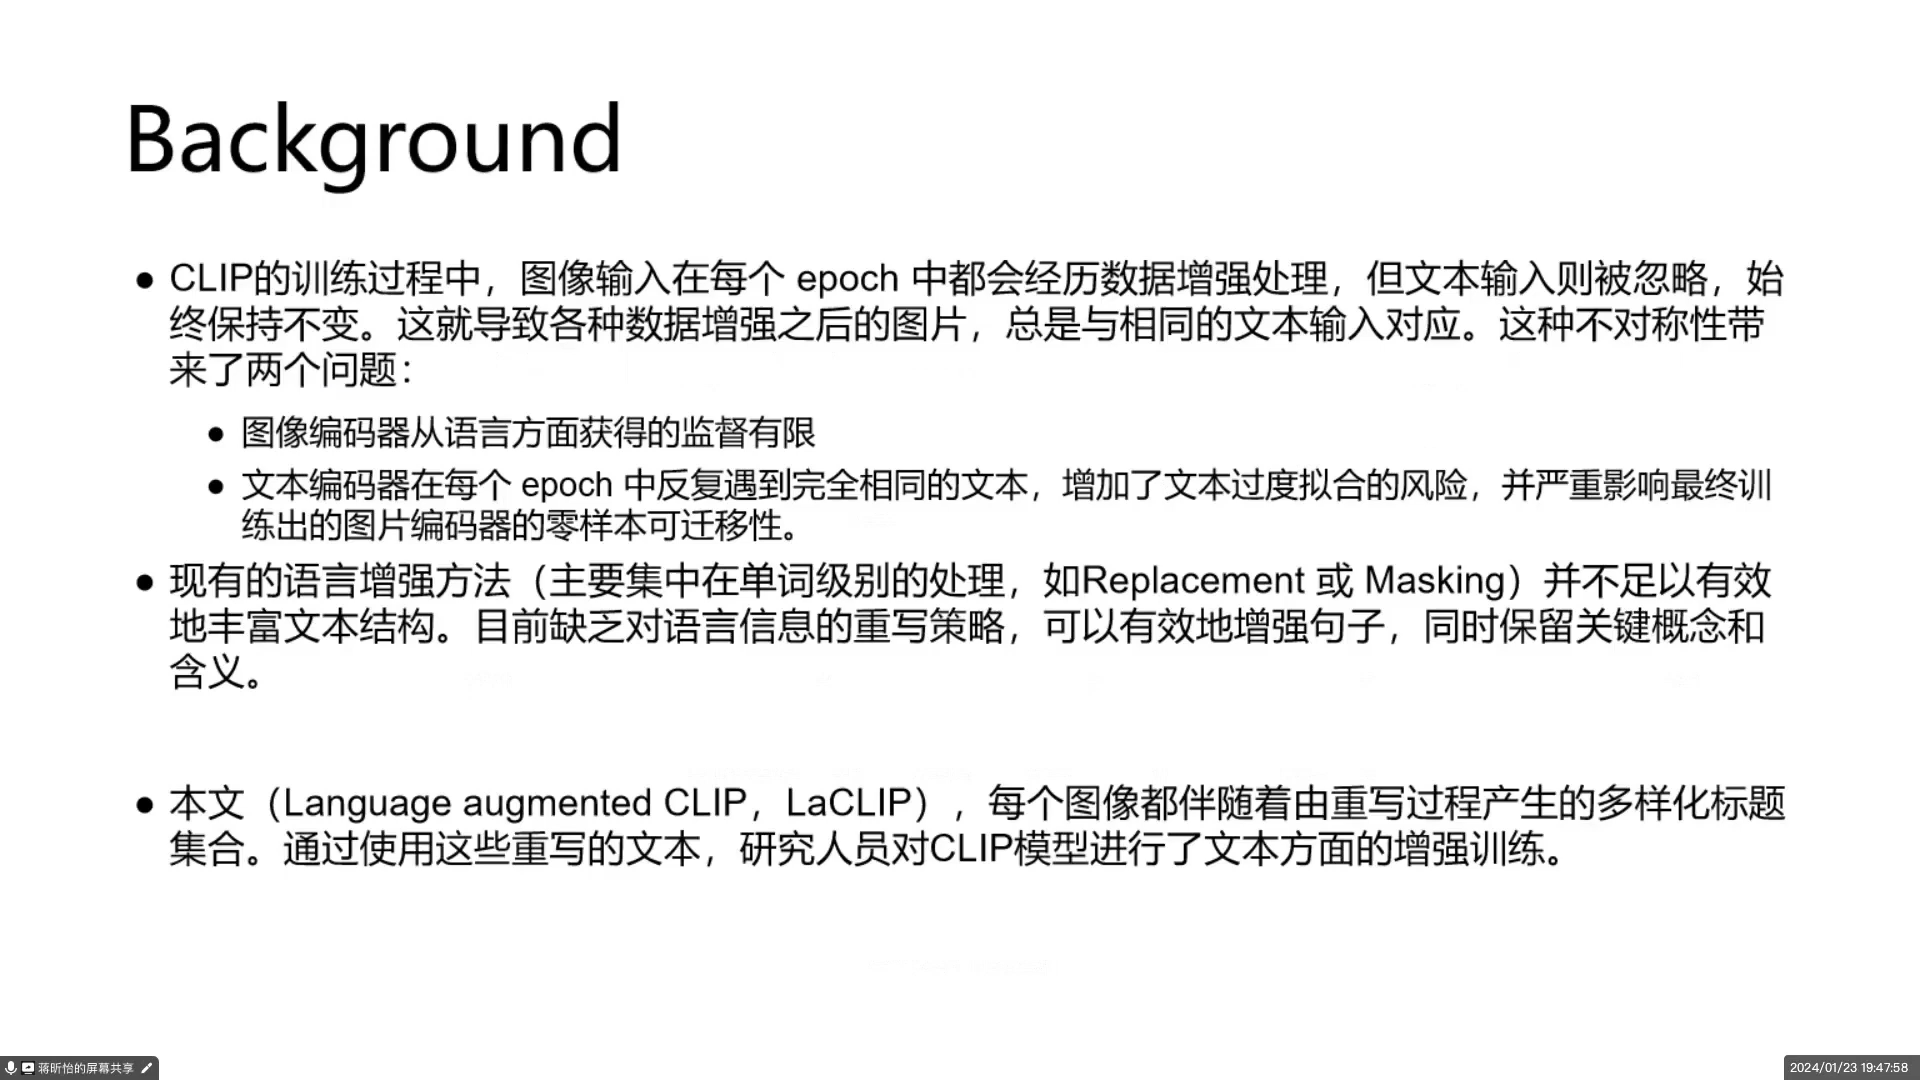 Background
● CLIP的训练过程中，图像输入在每个 epoch 中都会经历数据增强处理，但文本输入则被忽略，始
终保持不变。这就导致各种数据增强之后的图片，总是与相同的文本输入对应。这种不对称性带
来了两个问题：
● 图像编码器从语言方面获得的监督有限
● 文本编码器在每个 epoch 中反复遇到完全相同的文本，增加了文本过度拟合的风险，并严重影响最终训
练出的图片编码器的零样本可迁移性。
● 现有的语言增强方法（主要集中在单词级别的处理，如Replacement 或 Masking）并不足以有效
地丰富文本结构。目前缺乏对语言信息的重写策略，可以有效地增强句子，同时保留关键概念和
含义。
● 本文（Language augmented CLIP，LaCLIP），每个图像都伴随着由重写过程产生的多样化标题
集合。通过使用这些重写的文本，研究人员对CLIP模型进行了文本方面的增强训练。
蒋昕怡的屏幕共享
2024/01/23 19:47:58